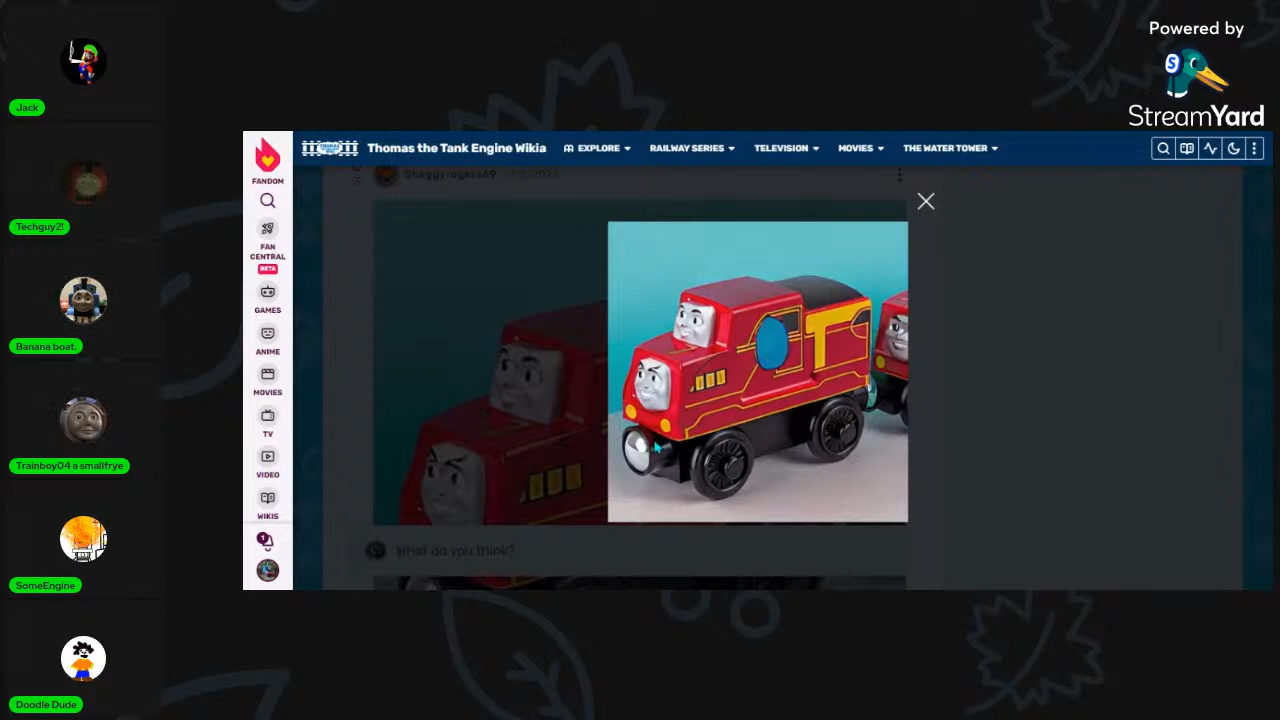 Powered by
StreamYard
Jack
Techguy2!
Banana boat.
Trainboy04 a smallfrye
SomeEngine
Doodle Dude
FANDOM
FAN
CENTRAL
BETA
GAMES
ANIME
MOVIES
TV
VIDEO
WIKIS
1
Thomas the Tank Engine Wikia
EXPLORE
RAILWAY SERIES
TELEVISION
MOVIES
THE WATER TOWER
Shaggyrogers69
What do you think?